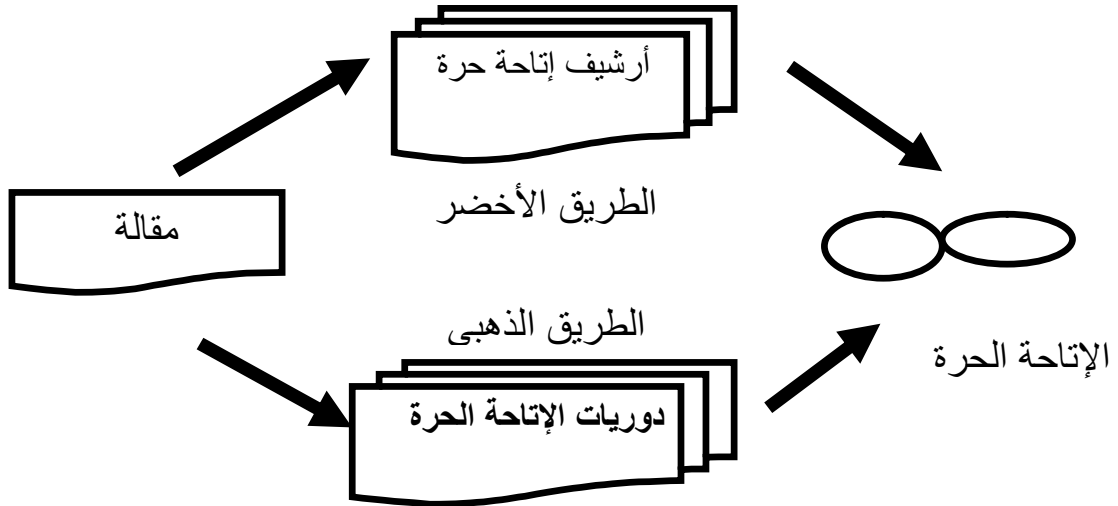 أرشيف إتاحة حرة
الطريق الأخضر
مقالة
الطريق الذهبى
الإتاحة الحرة
دوريات الإتاحة الحرة